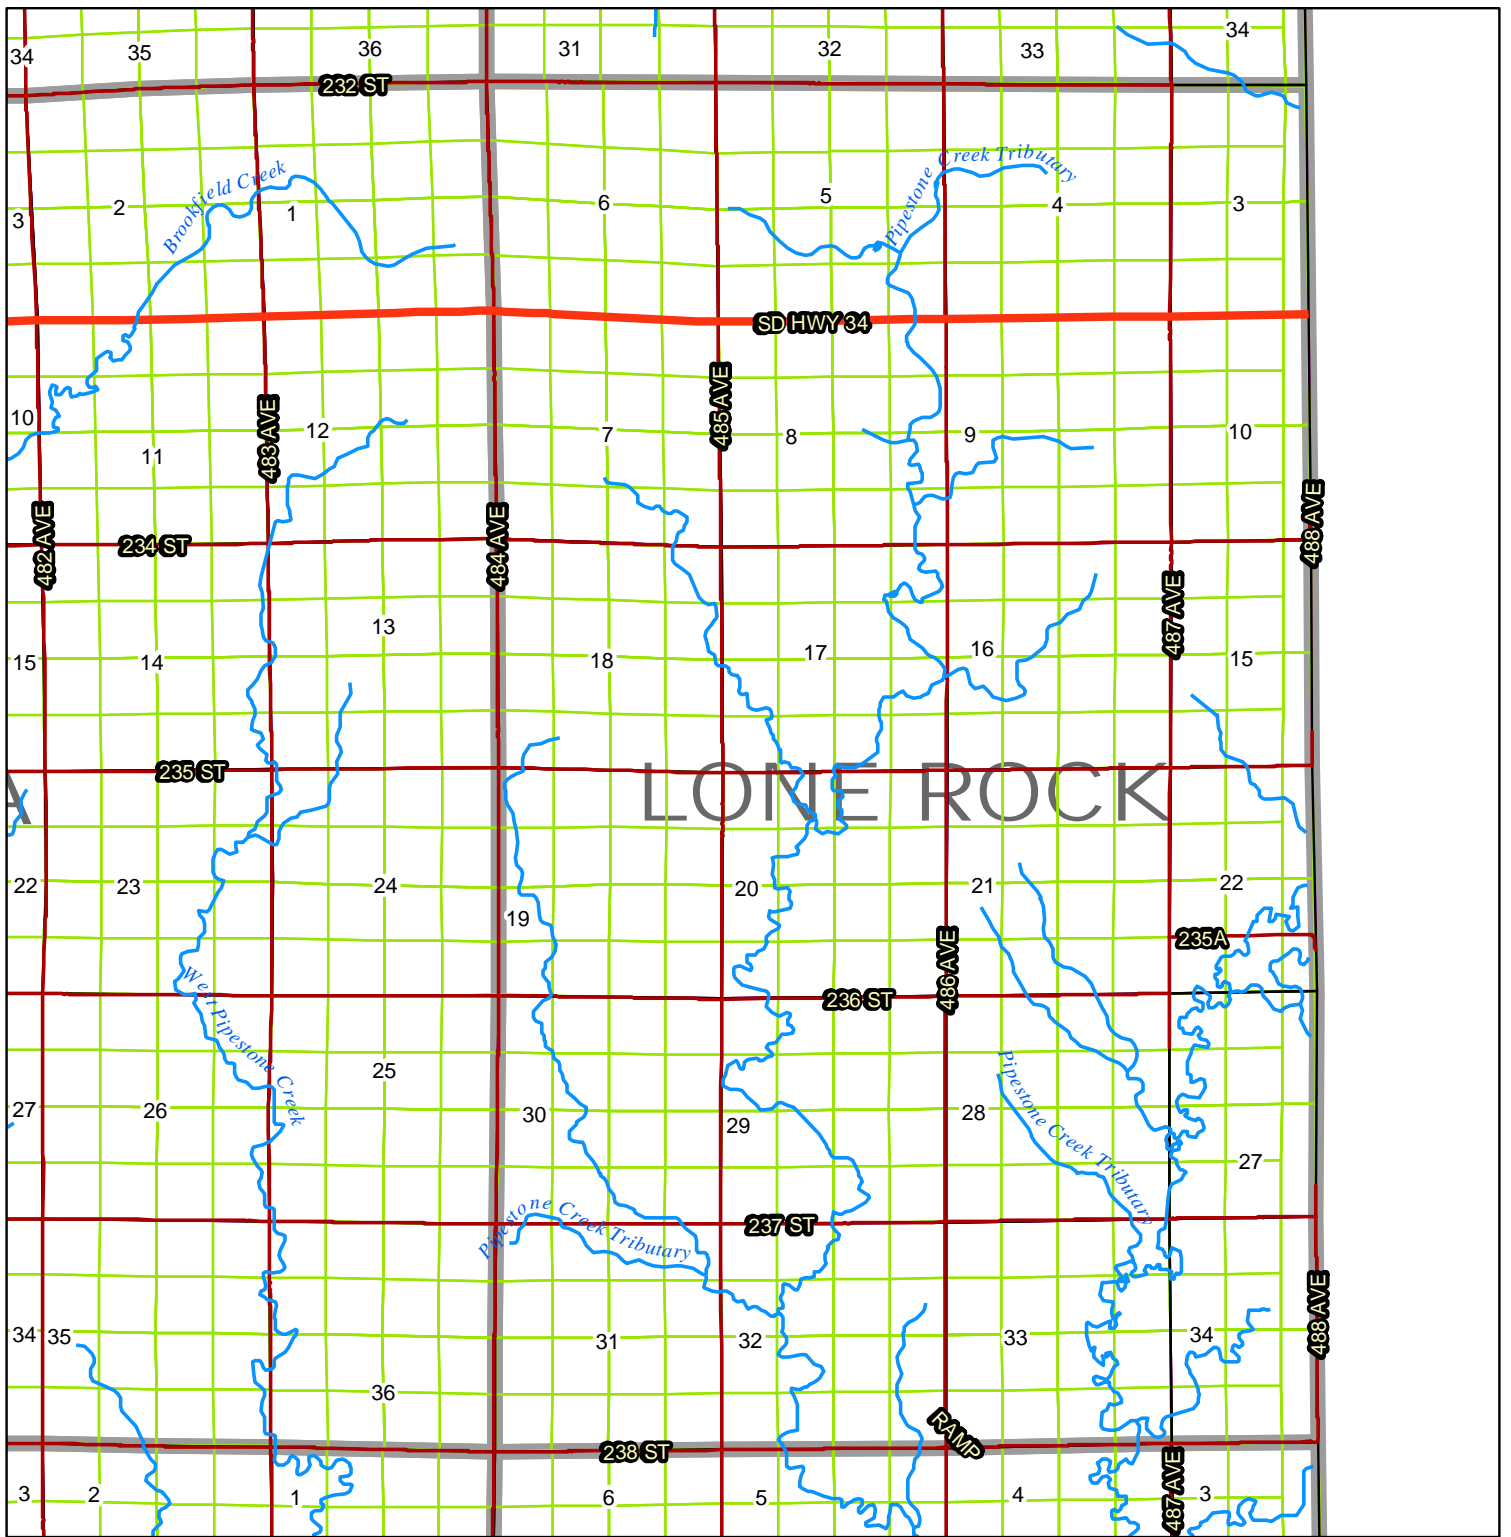 34 35 36 31 32 33 34
232 ST
Brookfield Creek
Pipestone Creek Tributary
3 2 1 6 5 4 3
SD HWY 34
483 AVE
485 AVE
10 11 12 7 8 9 10
482 AVE
484 AVE
488 AVE
234 ST
487 AVE
15 14 13 18 17 16 15
235 ST
A
LONE ROCK
22 23 24 19 20 21 22
235A
486 AVE
West Pipestone Creek
236 ST
27 26 25 30 29 28 27
Pipestone Creek Tributary
Pipestone Creek Tributary
237 ST
488 AVE
34 35 36 31 32 33 34
RAMP
238 ST
487 AVE
3 2 1 6 5 4 3